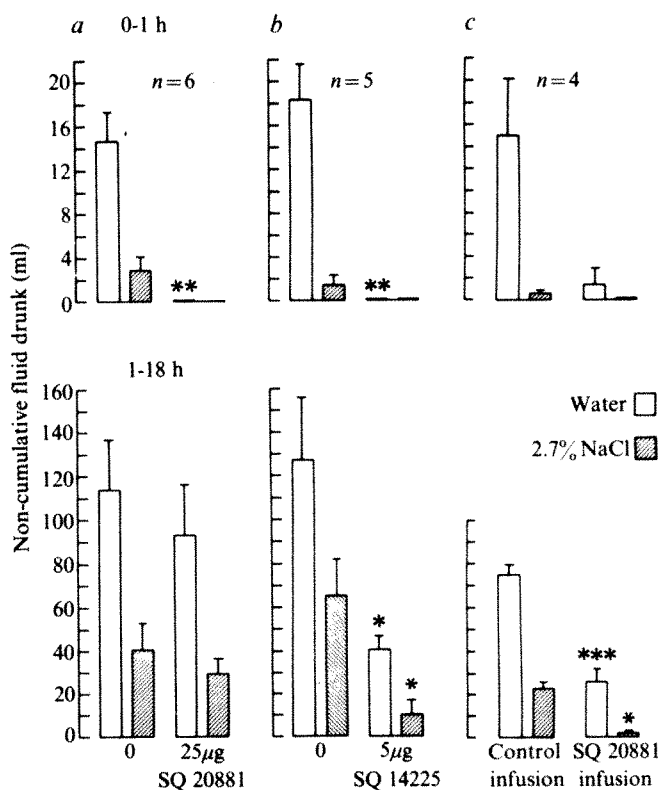 a 0-1 h b c
n=6 n=5 n=4
20
16
12
8
4
0
** **
Non-cumulative fluid drunk (ml)
1-18 h
Water
2.7% NaCl
160
140
120
100
80
60
40
20
0
* * *** *
0 25μg 0 5μg Control SQ 20881
SQ 20881 SQ 14225 infusion infusion